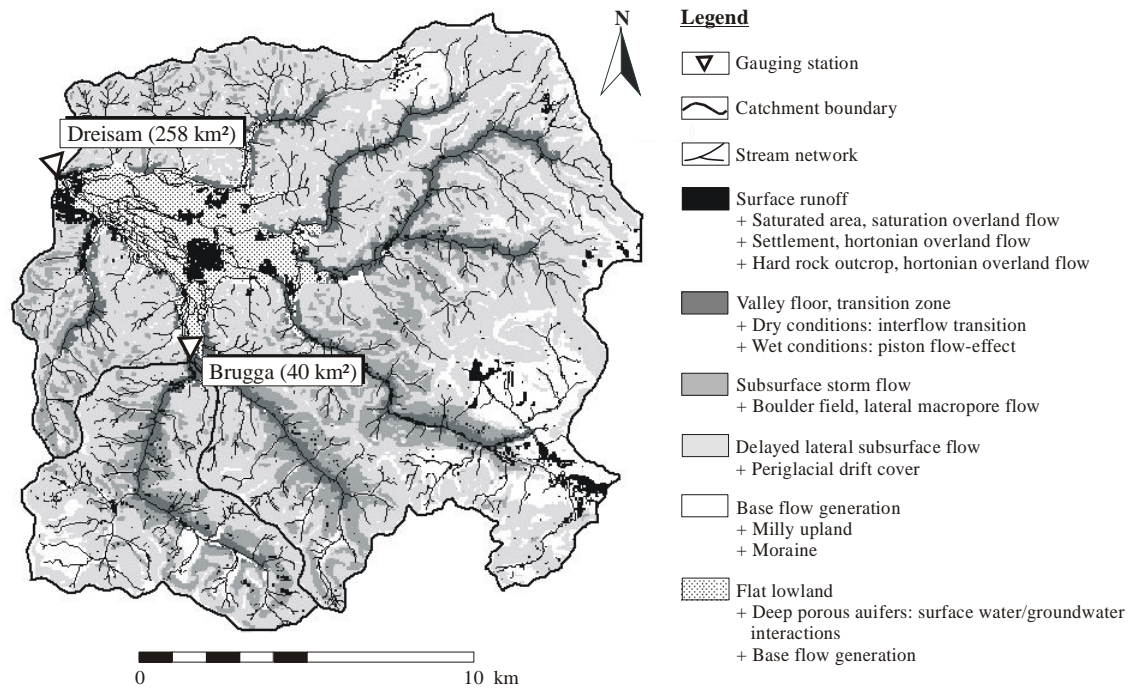 N
Dreisam (258 km²)
Brugga (40 km²)
0
10 km
Legend
Gauging station
Catchment boundary
Stream network
Surface runoff
+ Saturated area, saturation overland flow
+ Settlement, hortonian overland flow
+ Hard rock outcrop, hortonian overland flow
Valley floor, transition zone
+ Dry conditions: interflow transition
+ Wet conditions: piston flow-effect
Subsurface storm flow
+ Boulder field, lateral macropore flow
Delayed lateral subsurface flow
+ Periglacial drift cover
Base flow generation
+ Milly upland
+ Moraine
Flat lowland
+ Deep porous auifers: surface water/groundwater
interactions
+ Base flow generation